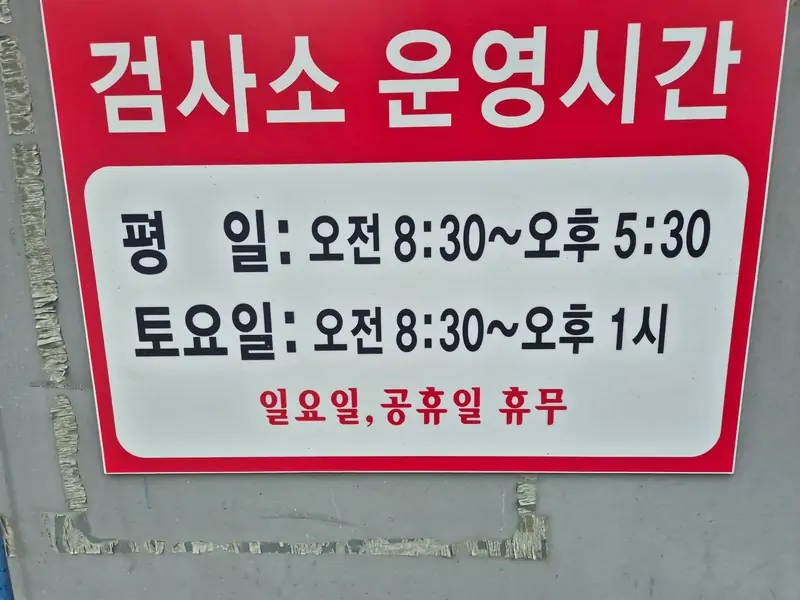 검사소 운영시간
평 일: 오전 8:30~오후 5:30
토요일: 오전 8:30~오후 1시
일요일, 공휴일 휴무